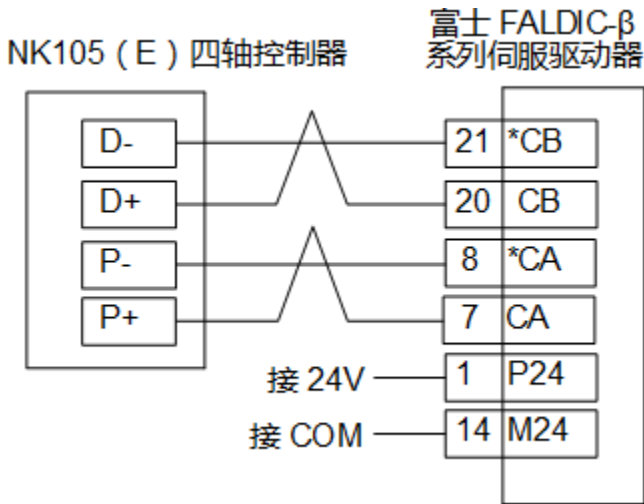 富士 FALDIC-β
NK105（E）四轴控制器 系列伺服驱动器
D- 21 *CB
D+ 20 CB
P- 8 *CA
P+ 7 CA
接 24V 1 P24
接 COM 14 M24